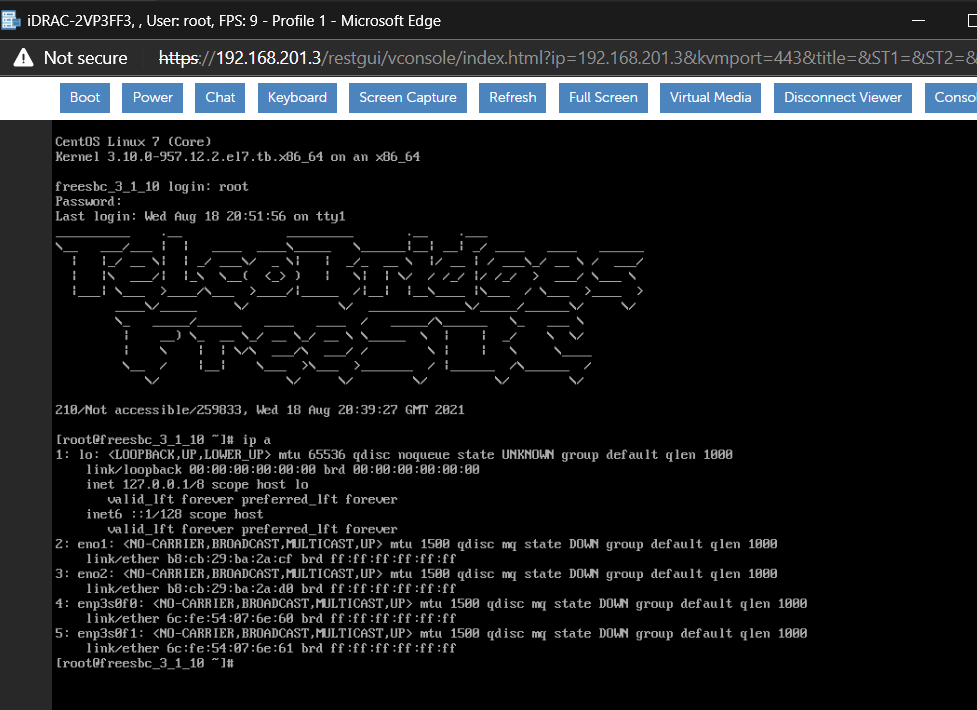 iDRAC-2VP3FF3, , User: root, FPS: 9 - Profile 1 - Microsoft Edge
Not secure https://192.168.201.3/restgui/vconsole/index.html?ip=192.168.201.3&kvmport=443&title=&ST1=&ST2=&
Boot Power Chat Keyboard Screen Capture Refresh Full Screen Virtual Media Disconnect Viewer Consol
CentOS Linux 7 (Core)
Kernel 3.10.0-957.12.2.el7.tb.x86_64 on an x86_64
freesbc_3_1_10 login: root
Password:
Last login: Wed Aug 18 20:51:56 on tty1
TelcoBridges
FreeSBC
210/Not accessible/259833, Wed 18 Aug 20:39:27 GMT 2021
[root@freesbc_3_1_10 ~]# ip a
1: lo: <LOOPBACK,UP,LOWER_UP> mtu 65536 qdisc noqueue state UNKNOWN group default qlen 1000
link/loopback 00:00:00:00:00:00 brd 00:00:00:00:00:00
inet 127.0.0.1/8 scope host lo
valid_lft forever preferred_lft forever
inet6 ::1/128 scope host
valid_lft forever preferred_lft forever
2: eno1: <NO-CARRIER,BROADCAST,MULTICAST,UP> mtu 1500 qdisc mq state DOWN group default qlen 1000
link/ether b8:cb:29:ba:2a:cf brd ff:ff:ff:ff:ff:ff
3: eno2: <NO-CARRIER,BROADCAST,MULTICAST,UP> mtu 1500 qdisc mq state DOWN group default qlen 1000
link/ether b8:cb:29:ba:2a:d0 brd ff:ff:ff:ff:ff:ff
4: enp3s0f0: <NO-CARRIER,BROADCAST,MULTICAST,UP> mtu 1500 qdisc mq state DOWN group default qlen 1000
link/ether 6c:fe:54:07:6e:60 brd ff:ff:ff:ff:ff:ff
5: enp3s0f1: <NO-CARRIER,BROADCAST,MULTICAST,UP> mtu 1500 qdisc mq state DOWN group default qlen 1000
link/ether 6c:fe:54:07:6e:61 brd ff:ff:ff:ff:ff:ff
[root@freesbc_3_1_10 ~]#